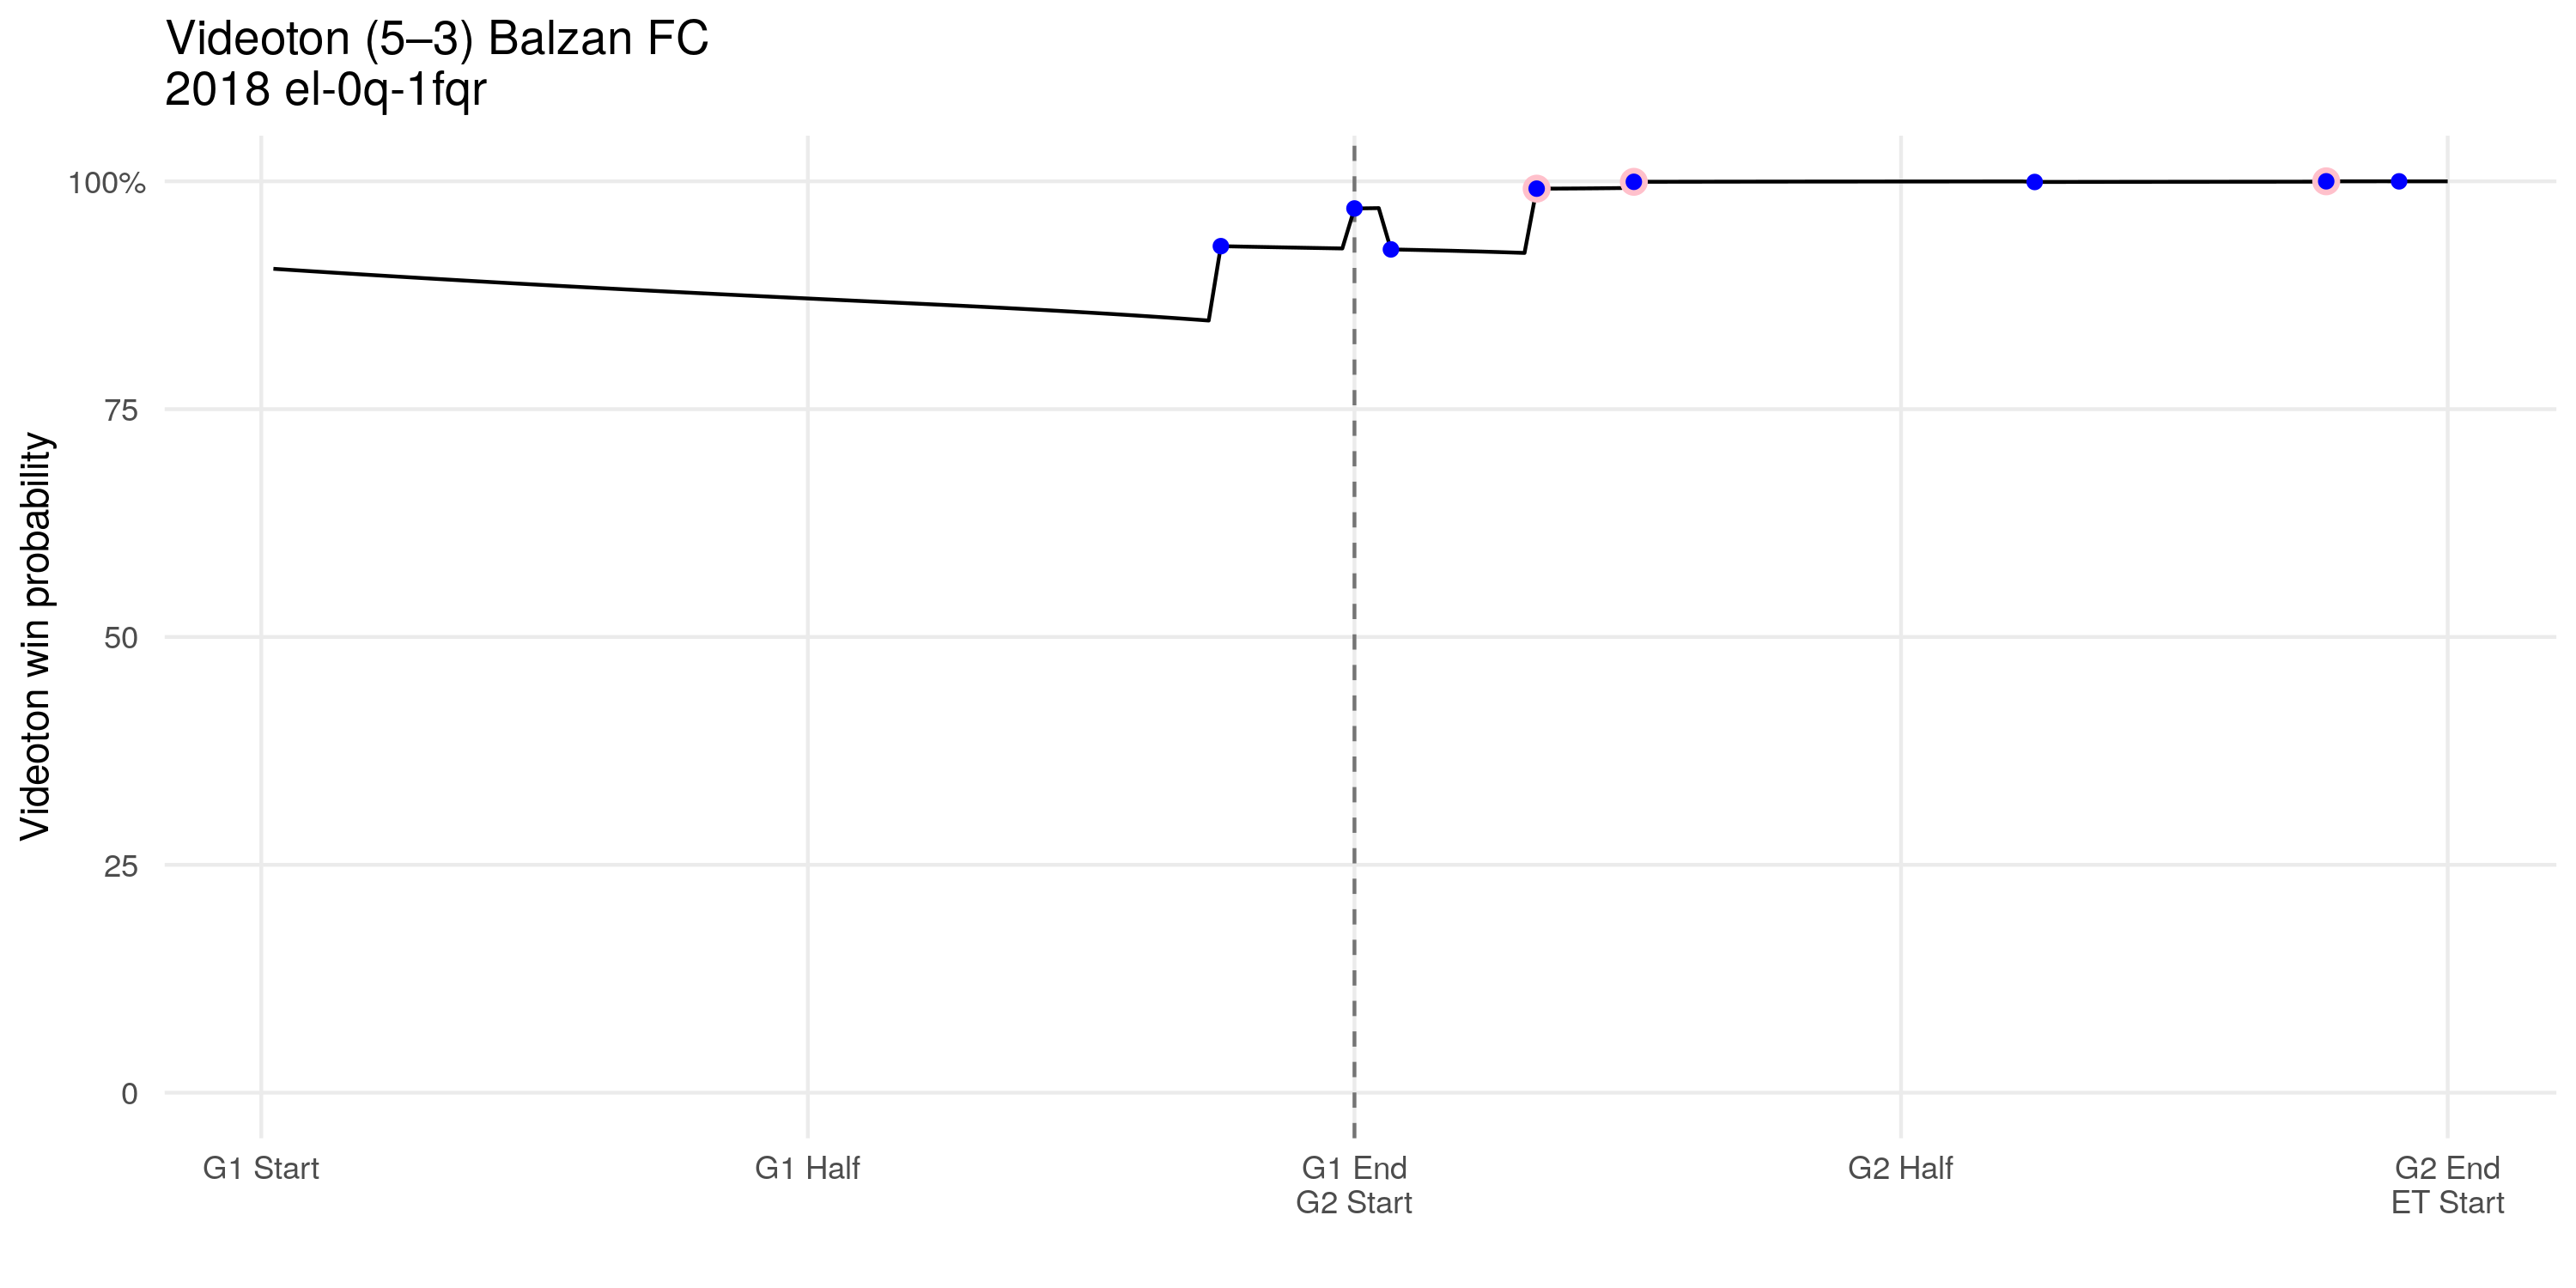 Videoton (5–3) Balzan FC
2018 el-0q-1fqr
Videoton win probability
100%
75
50
25
0
G1 Start
G1 Half
G1 End
G2 Start
G2 Half
G2 End
ET Start